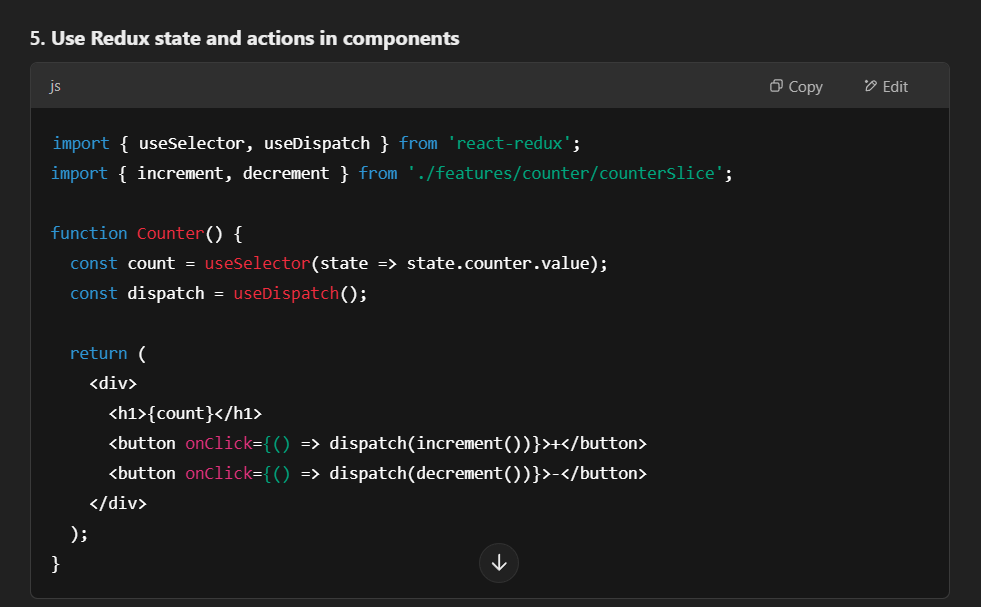 5. Use Redux state and actions in components
js
Copy
Edit
import { useSelector, useDispatch } from 'react-redux';
import { increment, decrement } from './features/counter/counterSlice';
function Counter() {
  const count = useSelector(state => state.counter.value);
  const dispatch = useDispatch();
  return (
    <div>
      <h1>{count}</h1>
      <button onClick={() => dispatch(increment())}>+</button>
      <button onClick={() => dispatch(decrement())}>-</button>
    </div>
  );
}